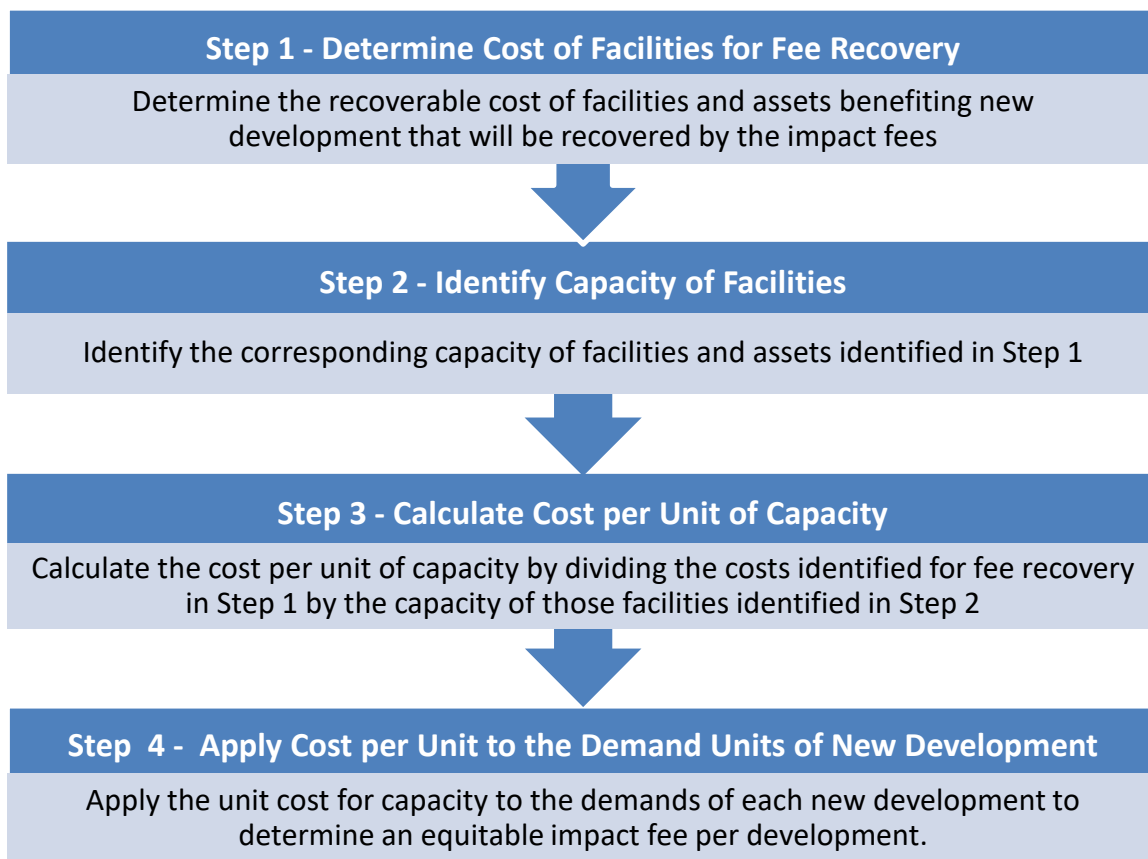 Step 1 - Determine Cost of Facilities for Fee Recovery
Determine the recoverable cost of facilities and assets benefiting new
development that will be recovered by the impact fees
Step 2 - Identify Capacity of Facilities
Identify the corresponding capacity of facilities and assets identified in Step 1
Step 3 - Calculate Cost per Unit of Capacity
Calculate the cost per unit of capacity by dividing the costs identified for fee recovery
in Step 1 by the capacity of those facilities identified in Step 2
Step  4 -  Apply Cost per Unit to the Demand Units of New Development
Apply the unit cost for capacity to the demands of each new development to
determine an equitable impact fee per development.